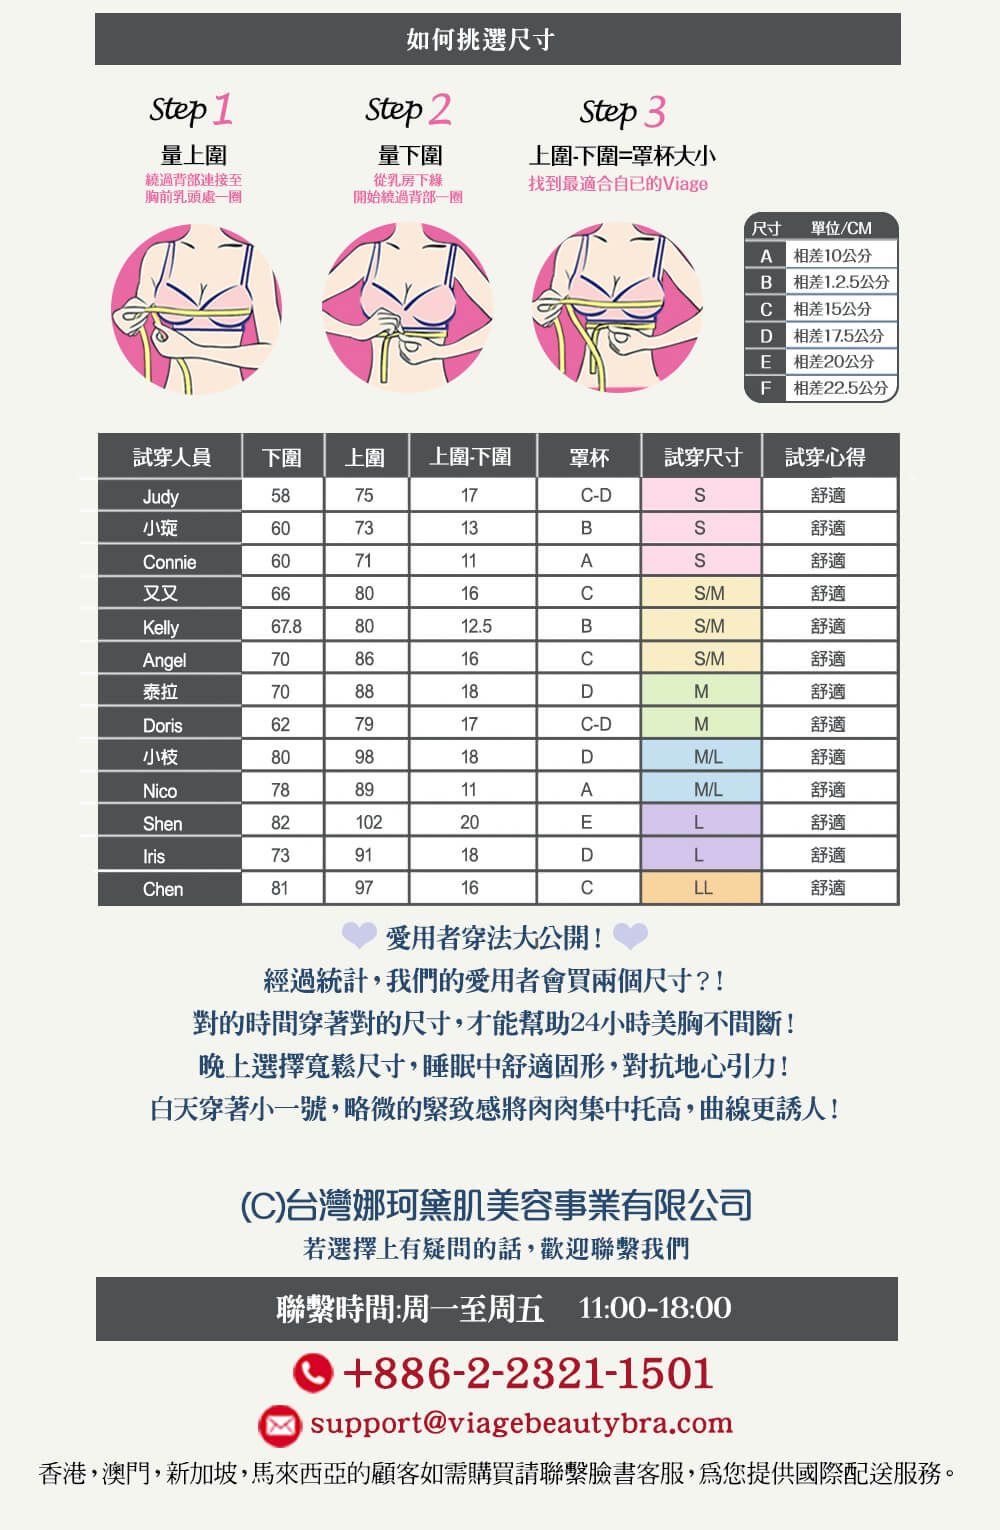 如何挑選尺寸
Step 1
量上圍
繞過背部連接至
胸前乳頭處一圈
Step 2
量下圍
從乳房下緣
開始繞過背部一圈
Step 3
上圍-下圍=罩杯大小
找到最適合自已的Viage
尺寸 單位/CM
A 相差10公分
B 相差1.2.5公分
C 相差15公分
D 相差17.5公分
E 相差20公分
F 相差22.5公分
試穿人員 下圍 上圍 上圍-下圍 罩杯 試穿尺寸 試穿心得
Judy 58 75 17 C-D S 舒適
小琁 60 73 13 B S 舒適
Connie 60 71 11 A S 舒適
又又 66 80 16 C S/M 舒適
Kelly 67.8 80 12.5 B S/M 舒適
Angel 70 86 16 C S/M 舒適
泰拉 70 88 18 D M 舒適
Doris 62 79 17 C-D M 舒適
小枝 80 98 18 D M/L 舒適
Nico 78 89 11 A M/L 舒適
Shen 82 102 20 E L 舒適
Iris 73 91 18 D L 舒適
Chen 81 97 16 C LL 舒適
愛用者穿法大公開!
經過統計,我們的愛用者會買兩個尺寸?!
對的時間穿著對的尺寸,才能幫助24小時美胸不間斷!
晚上選擇寬鬆尺寸,睡眠中舒適固形,對抗地心引力!
白天穿著小一號,略微的緊致感將肉肉集中托高,曲線更誘人!
(C)台灣娜珂黛肌美容事業有限公司
若選擇上有疑問的話,歡迎聯繫我們
聯繫時間:周一至周五 11:00-18:00
+886-2-2321-1501
support@viagebeautybra.com
香港,澳門,新加坡,馬來西亞的顧客如需購買請聯繫臉書客服,為您提供國際配送服務。